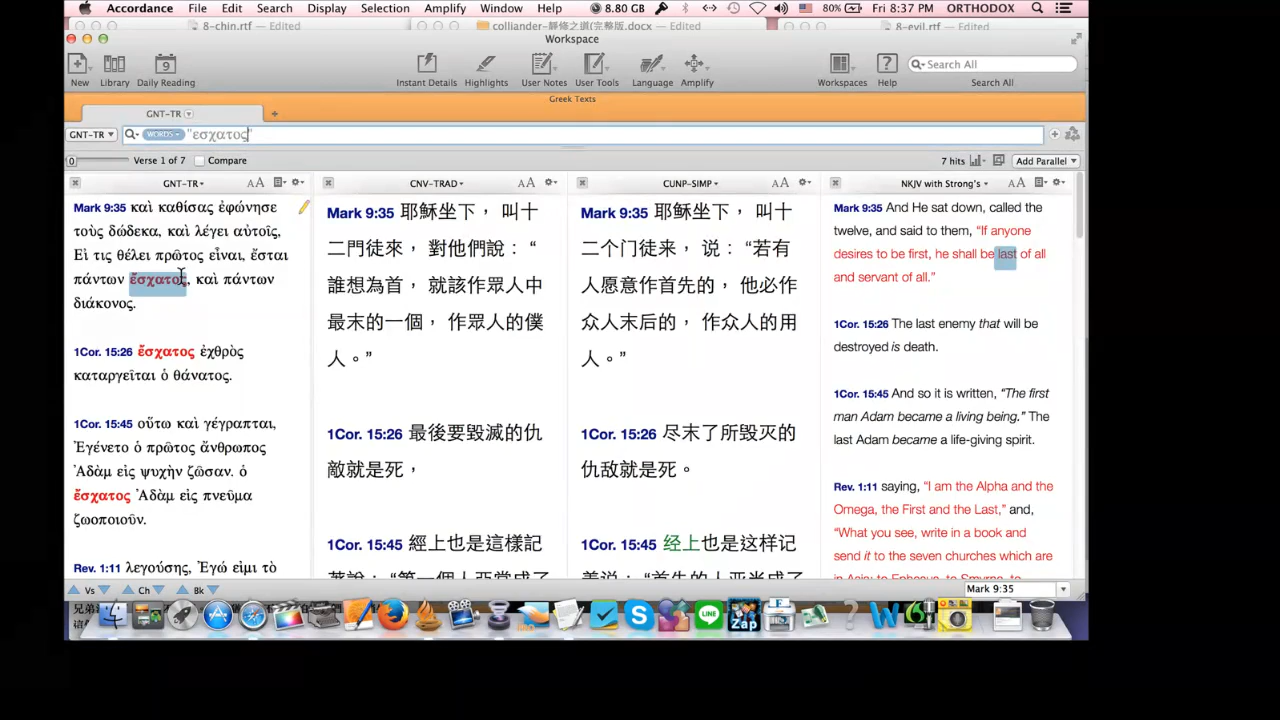 Accordance File Edit Search Display Selection Amplify Window Help 8.80 GB 80% Fri 8:37 PM ORTHODOX
8-chin.rtf — Edited colliander-靜修之道(完整版.docx 8-evil.rtf — Edited
Workspace
New Library Daily Reading Instant Details Highlights User Notes User Tools Language Amplify Workspaces Help Search All
Search All
Greek Texts
GNT-TR
GNT-TR WORDS "εσχατος"
0 Verse 1 of 7 Compare 7 hits Add Parallel
GNT-TR
Mark 9:35 καὶ καθίσας ἐφώνησε
τοὺς δώδεκα, καὶ λέγει αὐτοῖς,
Εἰ τις θέλει πρῶτος εἶναι, ἔσται
πάντων ἔσχατος, καὶ πάντων
διάκονος.
1Cor. 15:26 ἔσχατος ἐχθρὸς
καταργεῖται ὁ θάνατος.
1Cor. 15:45 οὕτω καὶ γέγραπται,
Ἐγένετο ὁ πρῶτος ἄνθρωπος
Ἀδὰμ εἰς ψυχὴν ζῶσαν. ὁ
ἔσχατος Ἀδὰμ εἰς πνεῦμα
ζωοποιοῦν.
Rev. 1:11 λεγούσης, Ἐγώ εἰμι τὸ
CNV-TRAD
Mark 9:35 耶穌坐下， 叫十
二門徒來， 對他們說： “
誰想為首， 就該作眾人中
最末的一個， 作眾人的僕
人。”
1Cor. 15:26 最後要毀滅的仇
敵就是死，
1Cor. 15:45 經上也是這樣記
CUNP-SIMP
Mark 9:35 耶稣坐下， 叫十
二个门徒来， 说： “若有
人愿意作首先的， 他必作
众人末后的， 作众人的用
人。”
1Cor. 15:26 尽末了所毁灭的
仇敌就是死。
1Cor. 15:45 经上也是这样记
NKJV with Strong's
Mark 9:35 And He sat down, called the
twelve, and said to them, “If anyone
desires to be first, he shall be last of all
and servant of all.”
1Cor. 15:26 The last enemy that will be
destroyed is death.
1Cor. 15:45 And so it is written, “The first
man Adam became a living being.” The
last Adam became a life-giving spirit.
Rev. 1:11 saying, “I am the Alpha and the
Omega, the First and the Last,” and,
“What you see, write in a book and
send it to the seven churches which are
Vs Ch Bk Mark 9:35
LINE Zap